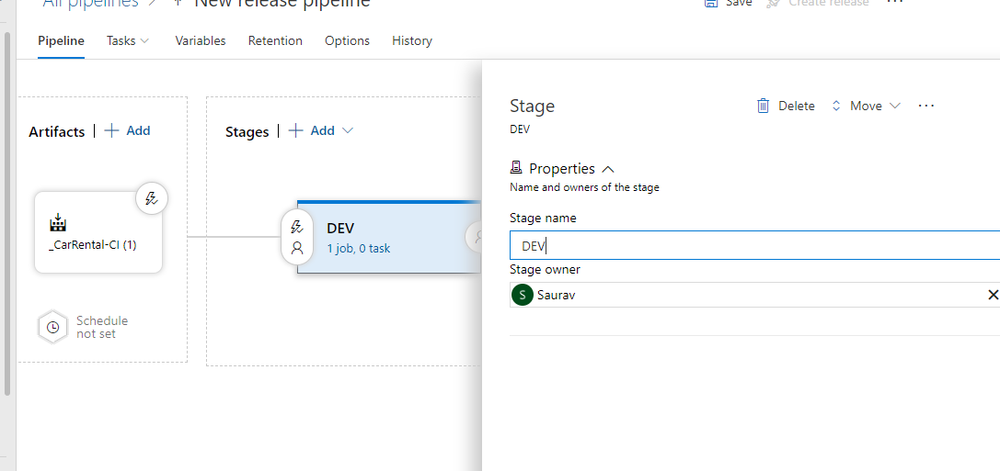 All pipelines > New release pipeline
Save Create release ...
Pipeline Tasks Variables Retention Options History
Artifacts | + Add
Stages | + Add
_CarRental-CI (1)
Schedule
not set
DEV
1 job, 0 task
Stage
Delete Move ...
DEV
Properties
Name and owners of the stage
Stage name
DEV
Stage owner
S Saurav